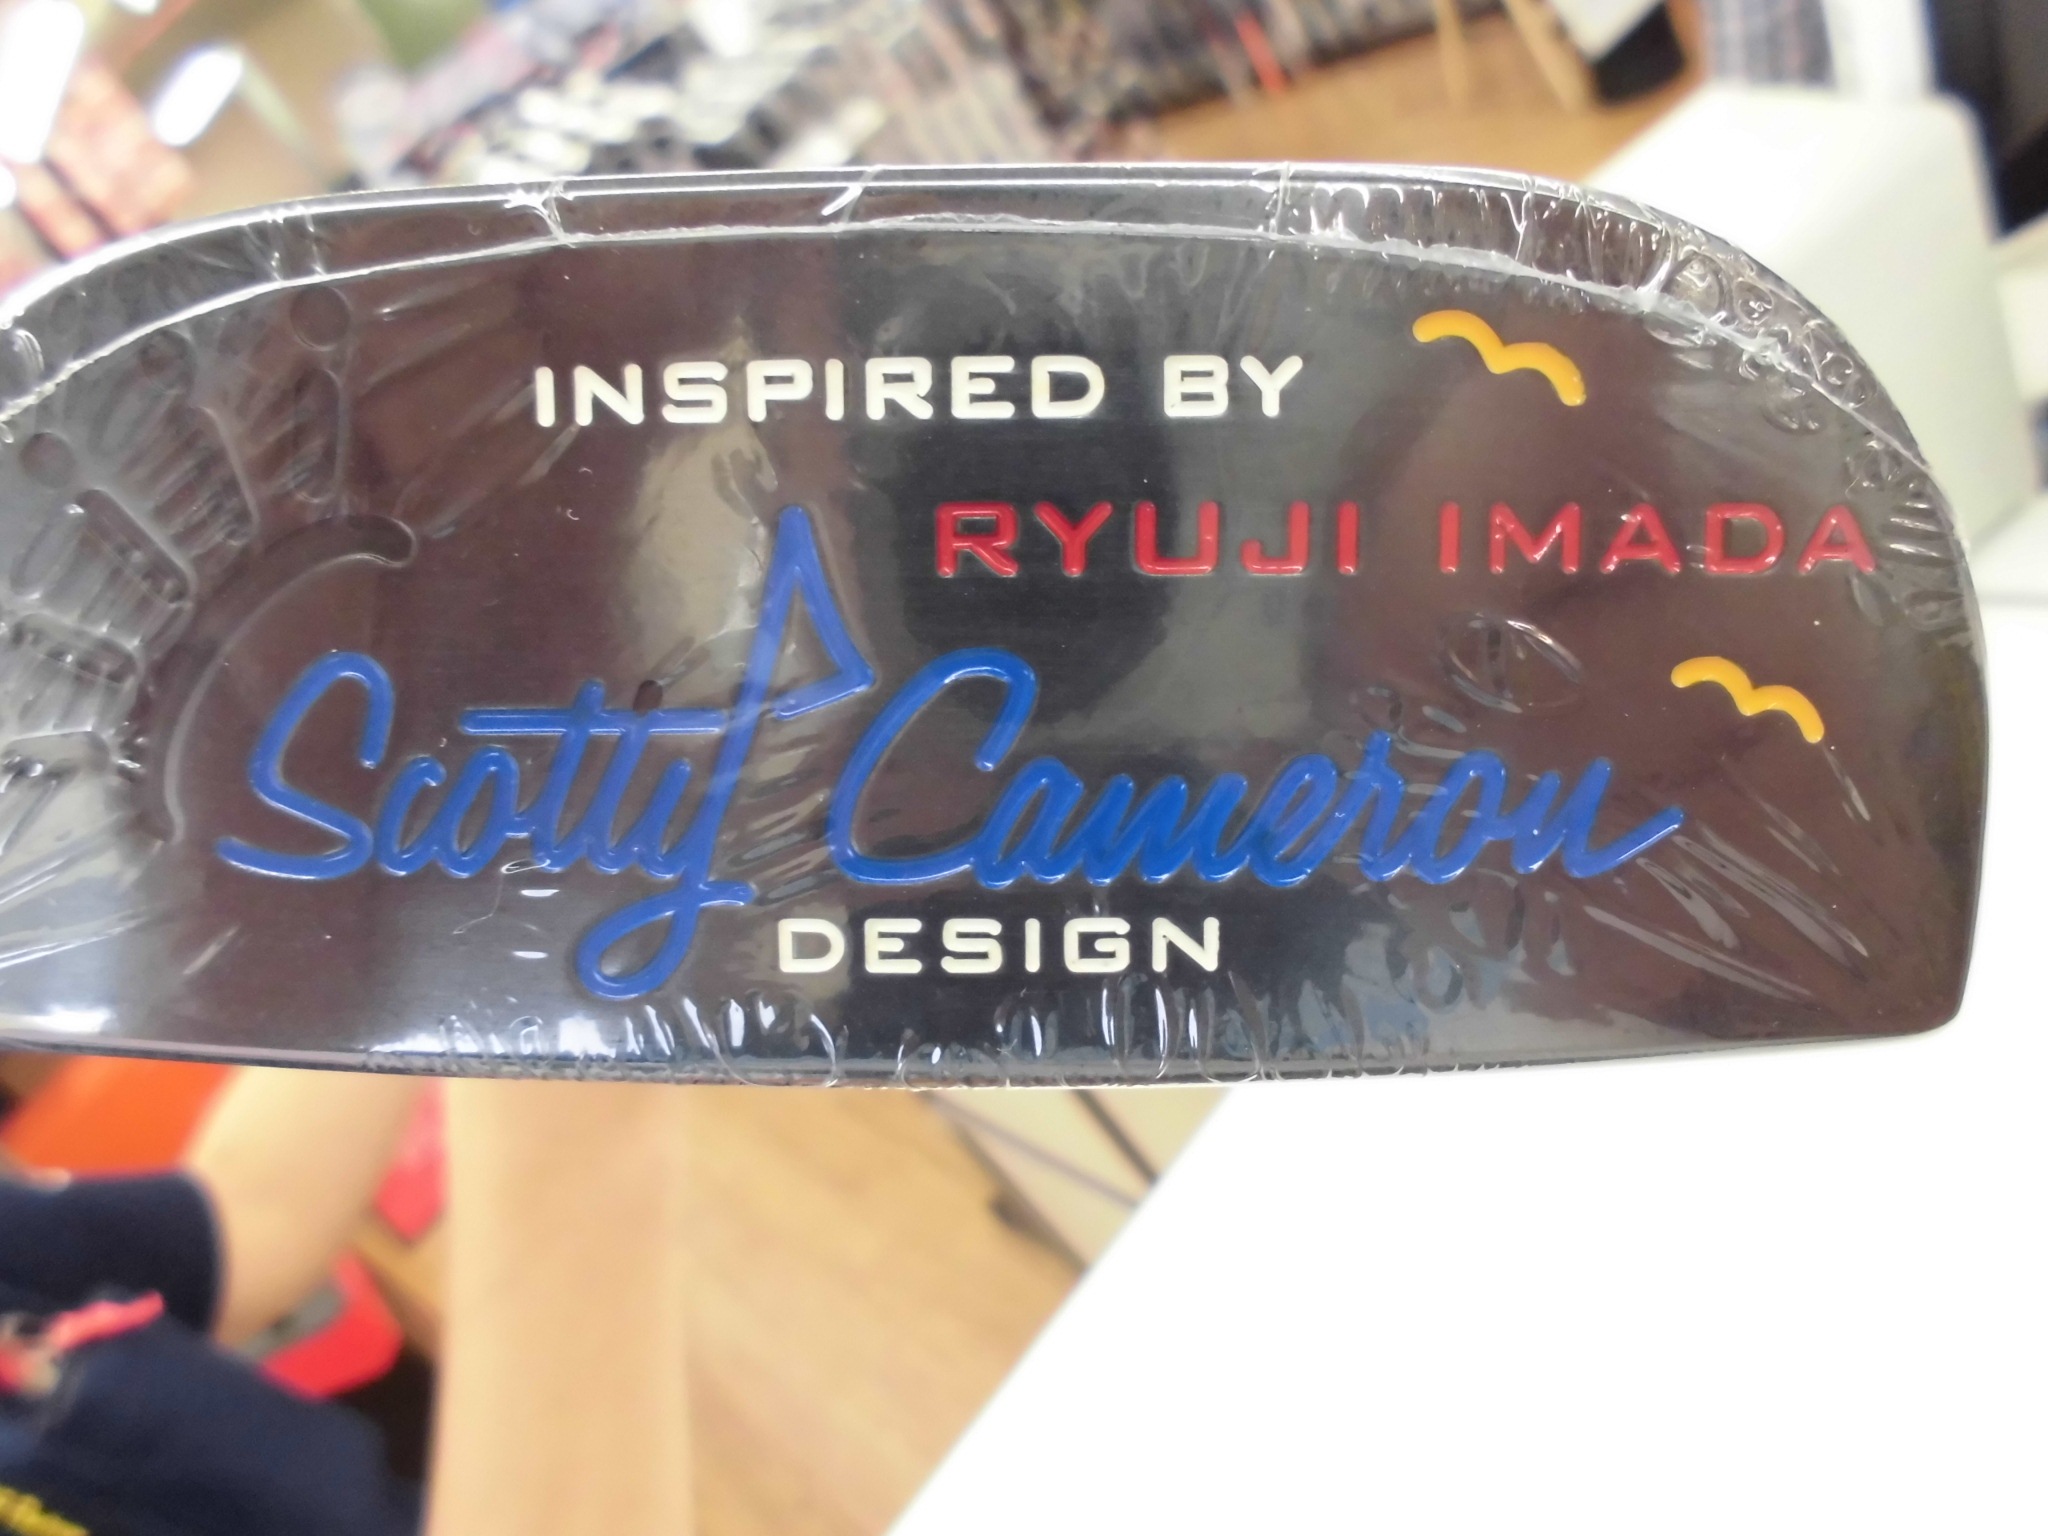 INSPIRED BY
RYUJI IMADA
Scotty Cameron
DESIGN